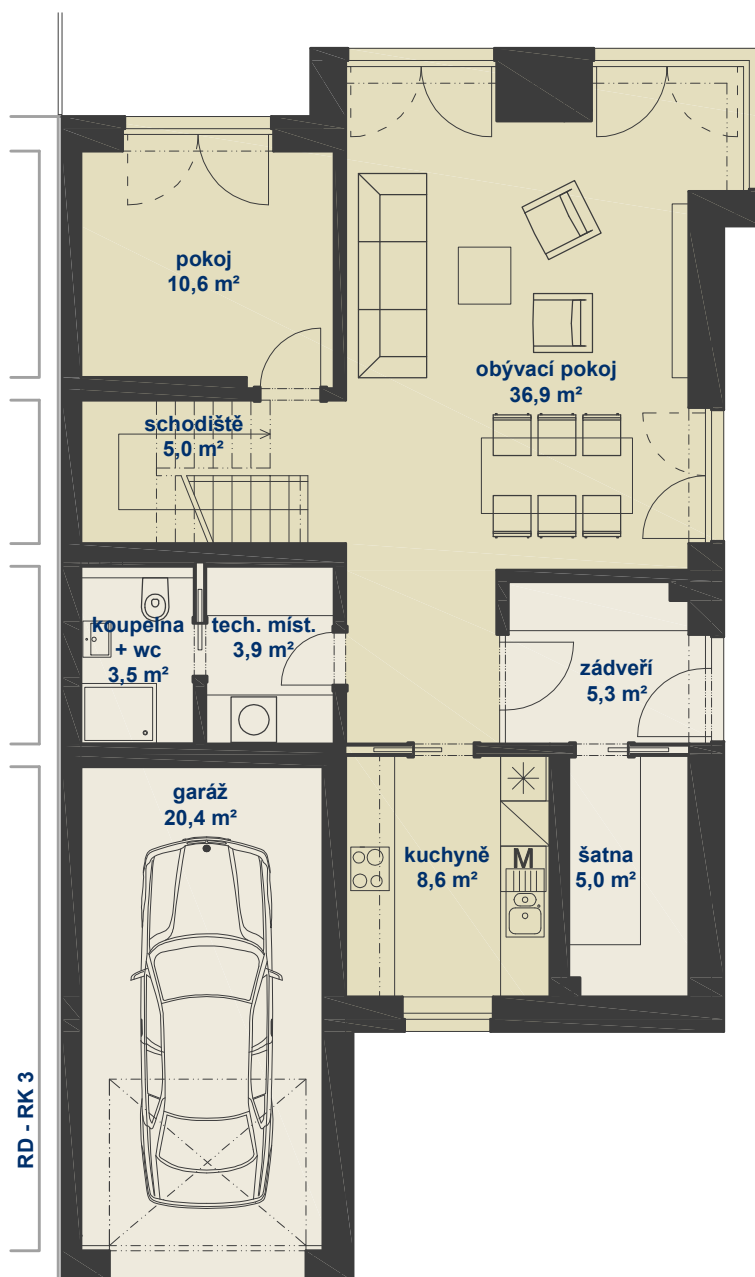 pokoj
10,6 m²
obývací pokoj
36,9 m²
schodiště
5,0 m²
koupelna
+ wc
3,5 m²
tech. míst.
3,9 m²
zádveří
5,3 m²
garáž
20,4 m²
kuchyně
8,6 m²
M
šatna
5,0 m²
RD - RK 3